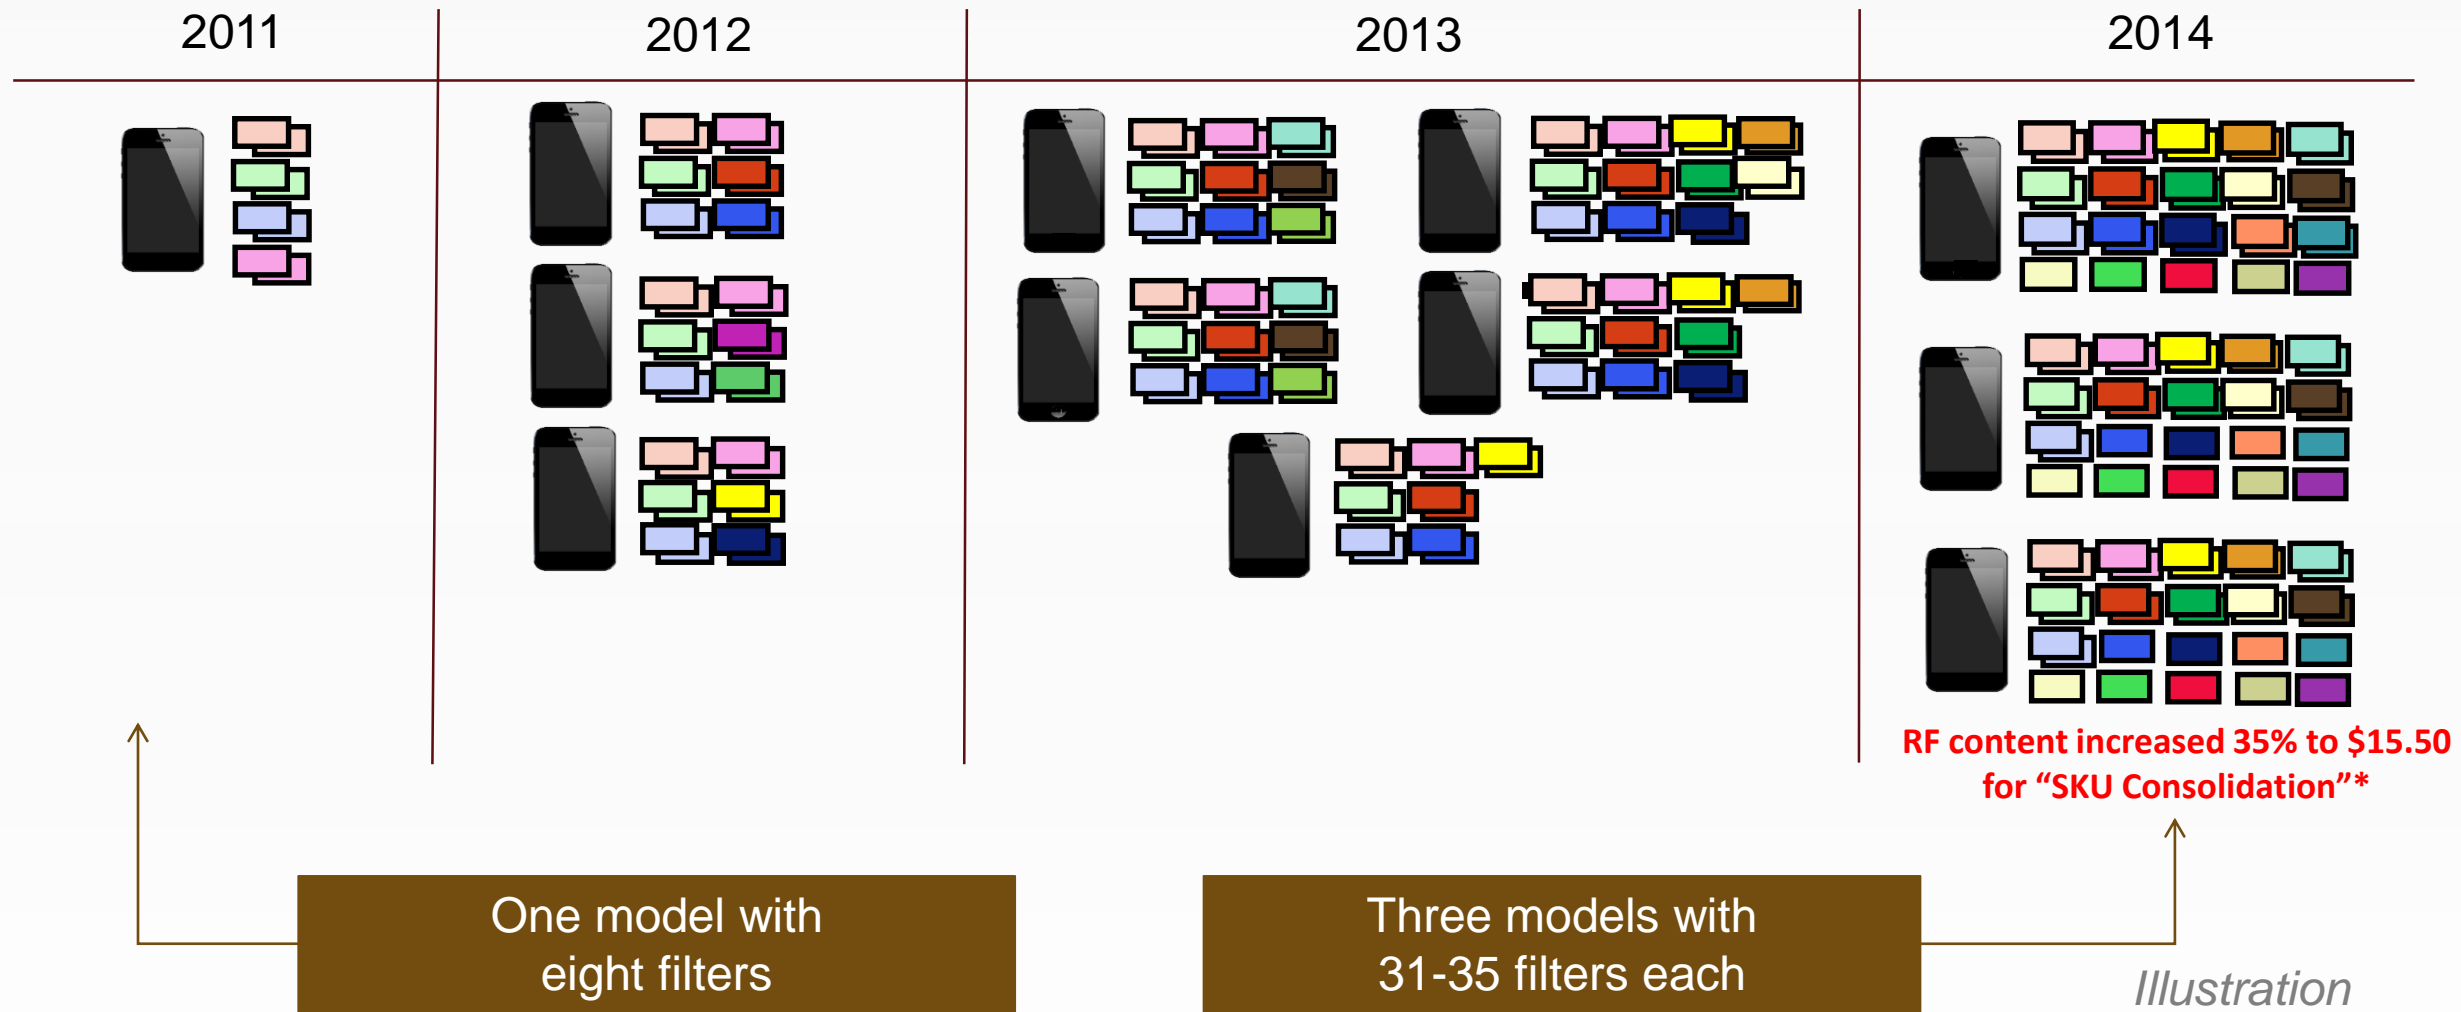 2011
2012
2013
2014
RF content increased 35% to $15.50
for “SKU Consolidation”*
One model with
eight filters
Three models with
31-35 filters each
Illustration